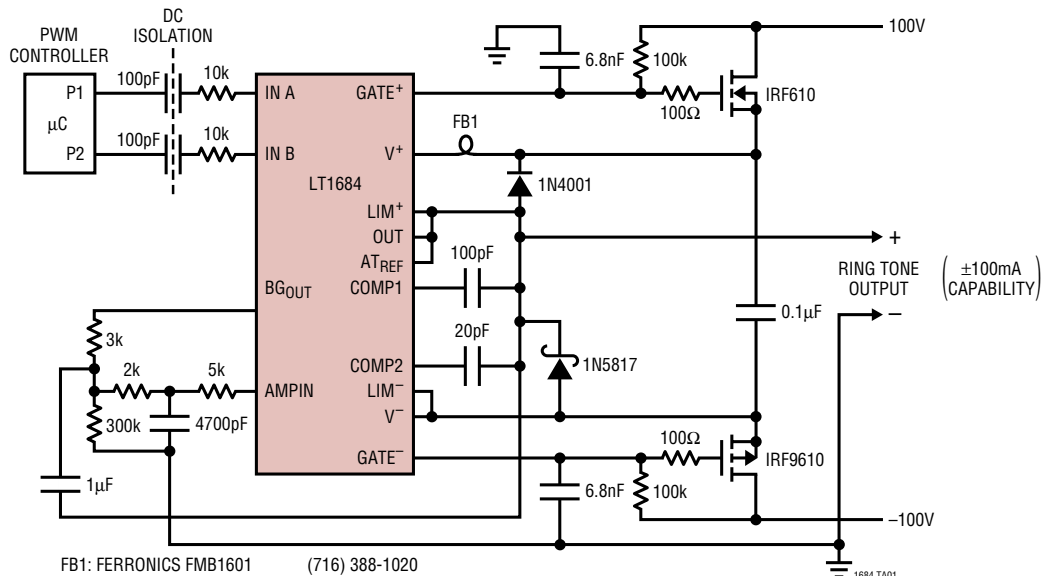 PWM
CONTROLLER
DC
ISOLATION
100pF
10k
P1
µC
P2
100pF
10k
IN A
IN B
LT1684
GATE+
V+
LIM+
OUT
ATREF
COMP1
BGOUT
COMP2
LIM–
AMPIN
V–
GATE–
FB1
6.8nF
100k
100Ω
IRF610
100V
1N4001
100pF
20pF
1N5817
+
RING TONE
OUTPUT
–
±100mA
CAPABILITY
0.1µF
3k
2k
5k
300k
4700pF
1µF
100Ω
IRF9610
6.8nF
100k
–100V
FB1: FERRONICS FMB1601 (716) 388-1020
1684 TA01